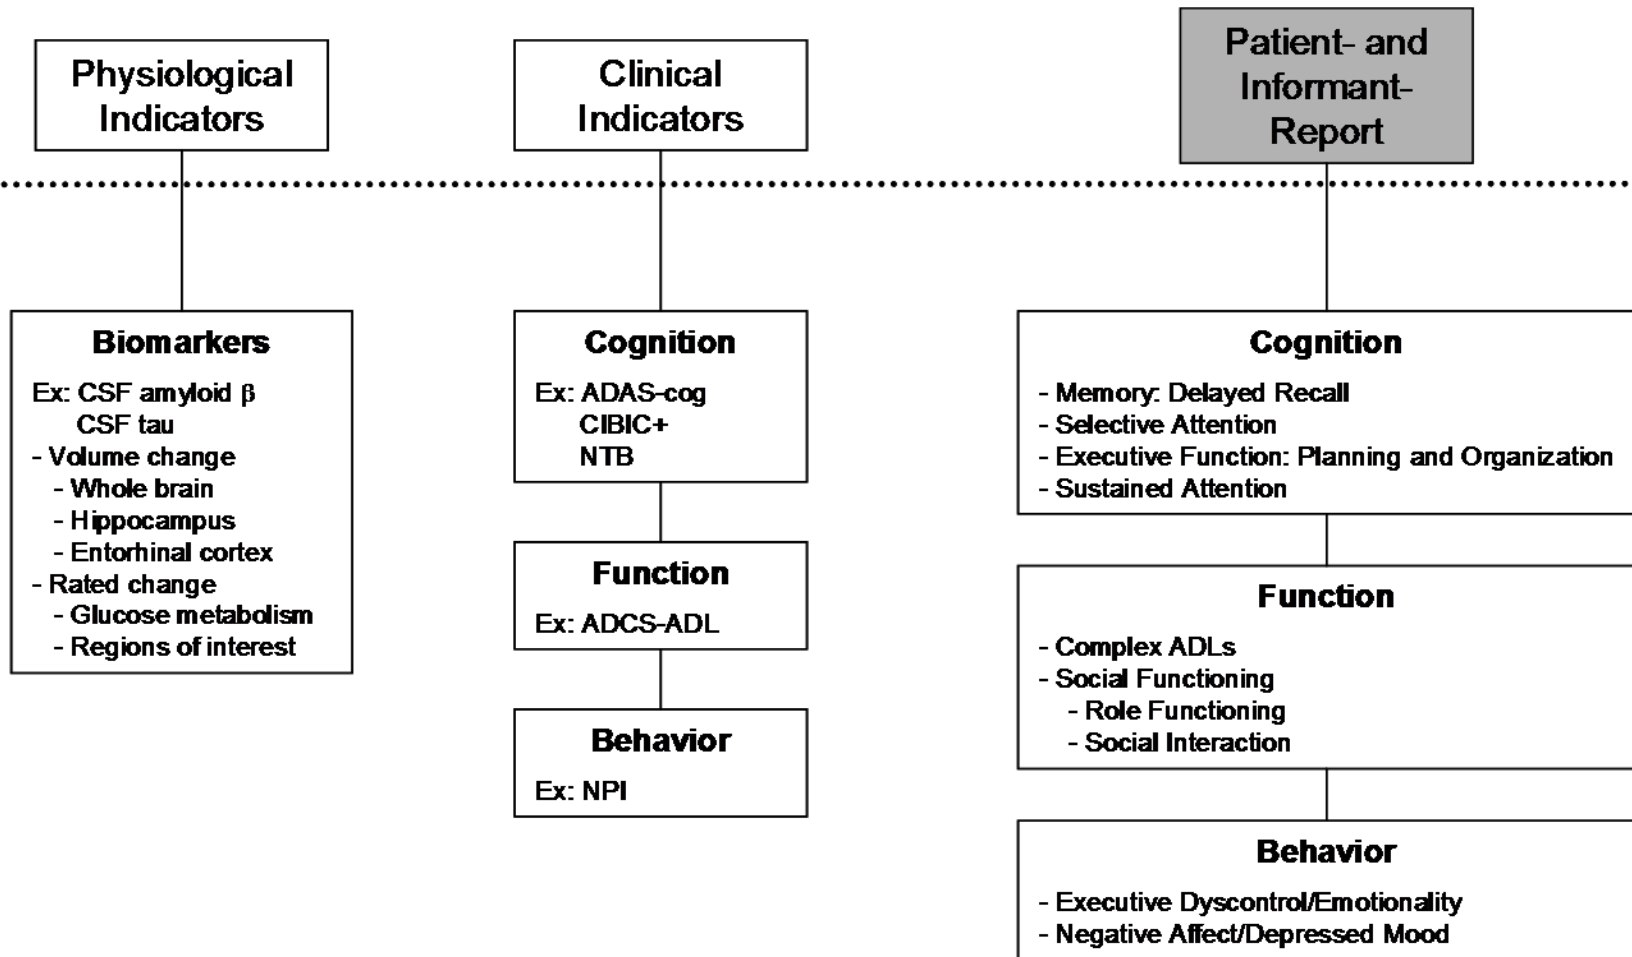 Physiological
Indicators
Clinical
Indicators
Patient- and
Informant-
Report
Biomarkers
Ex: CSF amyloid β
CSF tau
- Volume change
- Whole brain
- Hippocampus
- Entorhinal cortex
- Rated change
- Glucose metabolism
- Regions of interest
Cognition
Ex: ADAS-cog
CIBIC+
NTB
Function
Ex: ADCS-ADL
Behavior
Ex: NPI
Cognition
- Memory: Delayed Recall
- Selective Attention
- Executive Function: Planning and Organization
- Sustained Attention
Function
- Complex ADLs
- Social Functioning
- Role Functioning
- Social Interaction
Behavior
- Executive Dyscontrol/Emotionality
- Negative Affect/Depressed Mood